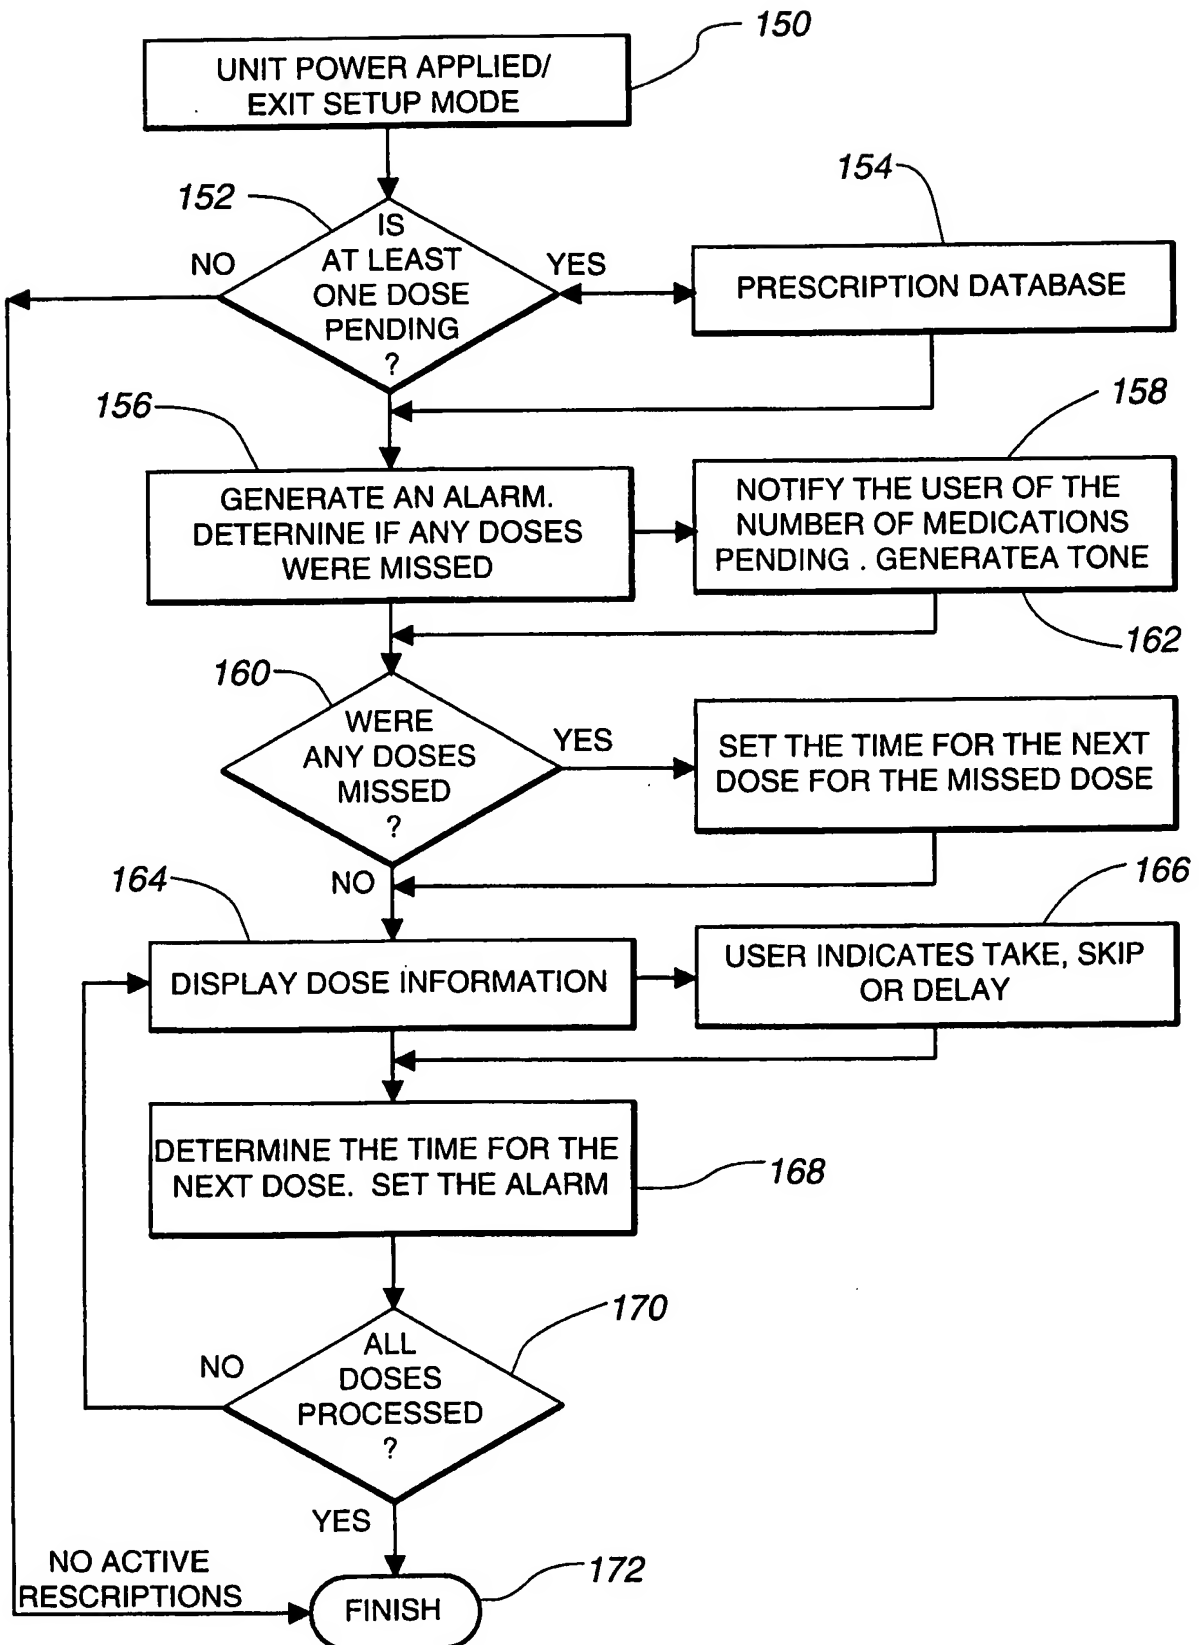 150
UNIT POWER APPLIED/
EXIT SETUP MODE
152
IS
AT LEAST
ONE DOSE
PENDING
?
NO
YES
154
PRESCRIPTION DATABASE
156
GENERATE AN ALARM.
DETERNINE IF ANY DOSES
WERE MISSED
158
NOTIFY THE USER OF THE
NUMBER OF MEDICATIONS
PENDING . GENERATEA TONE
162
160
WERE
ANY DOSES
MISSED
?
YES
SET THE TIME FOR THE NEXT
DOSE FOR THE MISSED DOSE
NO
164
DISPLAY DOSE INFORMATION
166
USER INDICATES TAKE, SKIP
OR DELAY
DETERMINE THE TIME FOR THE
NEXT DOSE. SET THE ALARM
168
170
ALL
DOSES
PROCESSED
?
NO
YES
NO ACTIVE
RESCRIPTIONS
172
FINISH